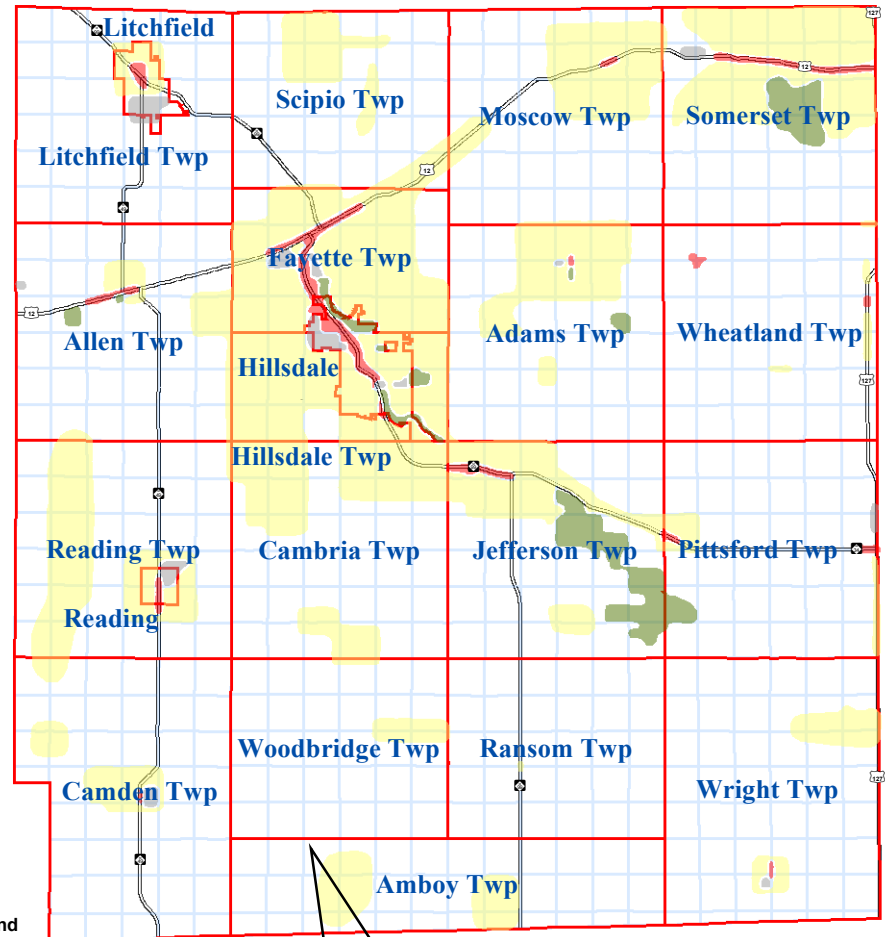 127
Litchfield
12
Scipio Twp
Moscow Twp
Somerset Twp
Litchfield Twp
12
Fayette Twp
12
Allen Twp
Adams Twp
Wheatland Twp
Hillsdale
127
Hillsdale Twp
Reading Twp
Cambria Twp
Jefferson Twp
Pittsford Twp
Reading
Woodbridge Twp
Ransom Twp
Camden Twp
Wright Twp
127
Amboy Twp
nd